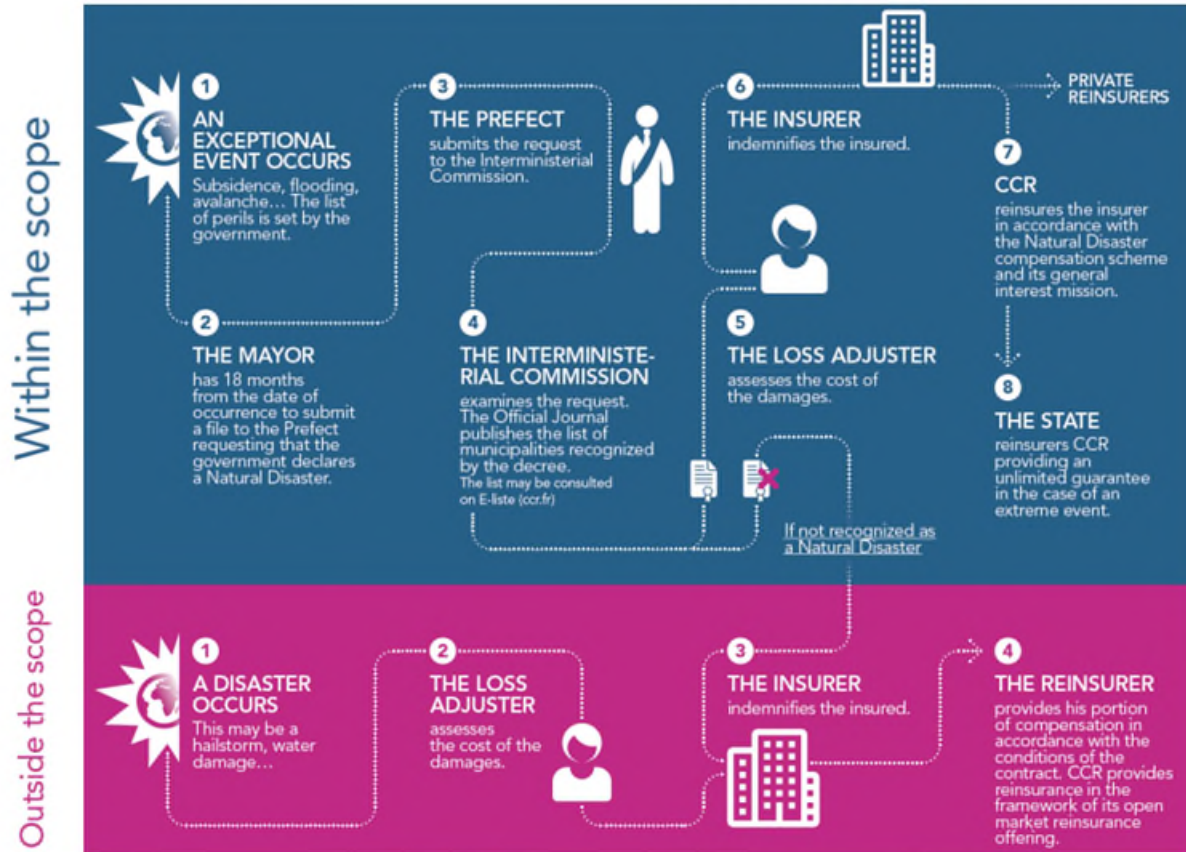 Within the scope
1
AN
EXCEPTIONAL
EVENT OCCURS
Subsidence, flooding,
avalanche... The list
of perils is set by the
government.
2
THE MAYOR
has 18 months
from the date of
occurrence to submit
a file to the Prefect
requesting that the
government declares
a Natural Disaster.
3
THE PREFECT
submits the request
to the Interministerial
Commission.
4
THE INTERMINISTE-
RIAL COMMISSION
examines the request.
The Official Journal
publishes the list of
municipalities recognized
by the decree.
The list may be consulted
on E-liste (ccr.fr)
5
THE LOSS ADJUSTER
assesses the cost of
the damages.
If not recognized as
a Natural Disaster
6
THE INSURER
indemnifies the insured.
PRIVATE
REINSURERS
7
CCR
reinsures the insurer
in accordance with
the Natural Disaster
compensation scheme
and its general
interest mission.
8
THE STATE
reinsurers CCR
providing an
unlimited guarantee
in the case of an
extreme event.
Outside the scope
1
A DISASTER
OCCURS
This may be a
hailstorm, water
damage...
2
THE LOSS
ADJUSTER
assesses
the cost of the
damages.
3
THE INSURER
indemnifies the insured.
4
THE REINSURER
provides his portion
of compensation in
accordance with the
conditions of the
contract. CCR provides
reinsurance in the
framework of its open
market reinsurance
offering.